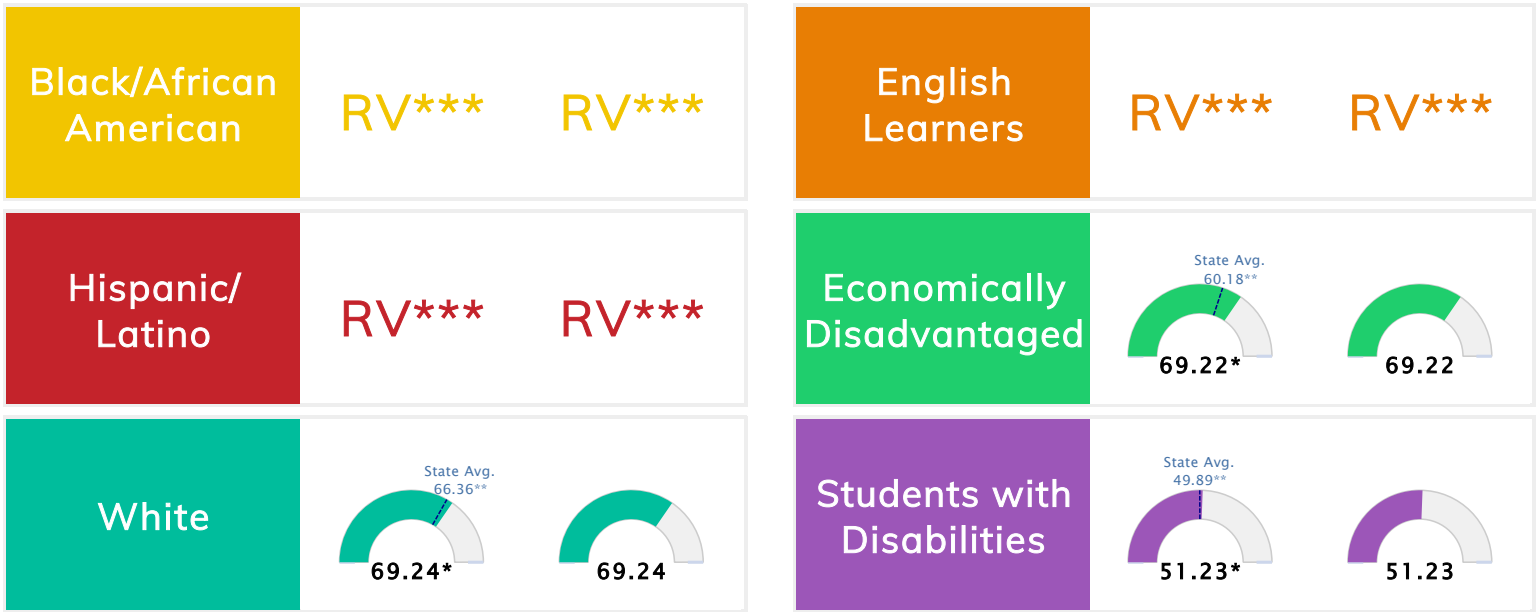 Black/African
American
RV*** RV***
English
Learners
RV*** RV***
Hispanic/
Latino
RV*** RV***
Economically
Disadvantaged
State Avg.
60.18**
69.22* 69.22
White
State Avg.
66.36**
69.24* 69.24
Students with
Disabilities
State Avg.
49.89**
51.23* 51.23